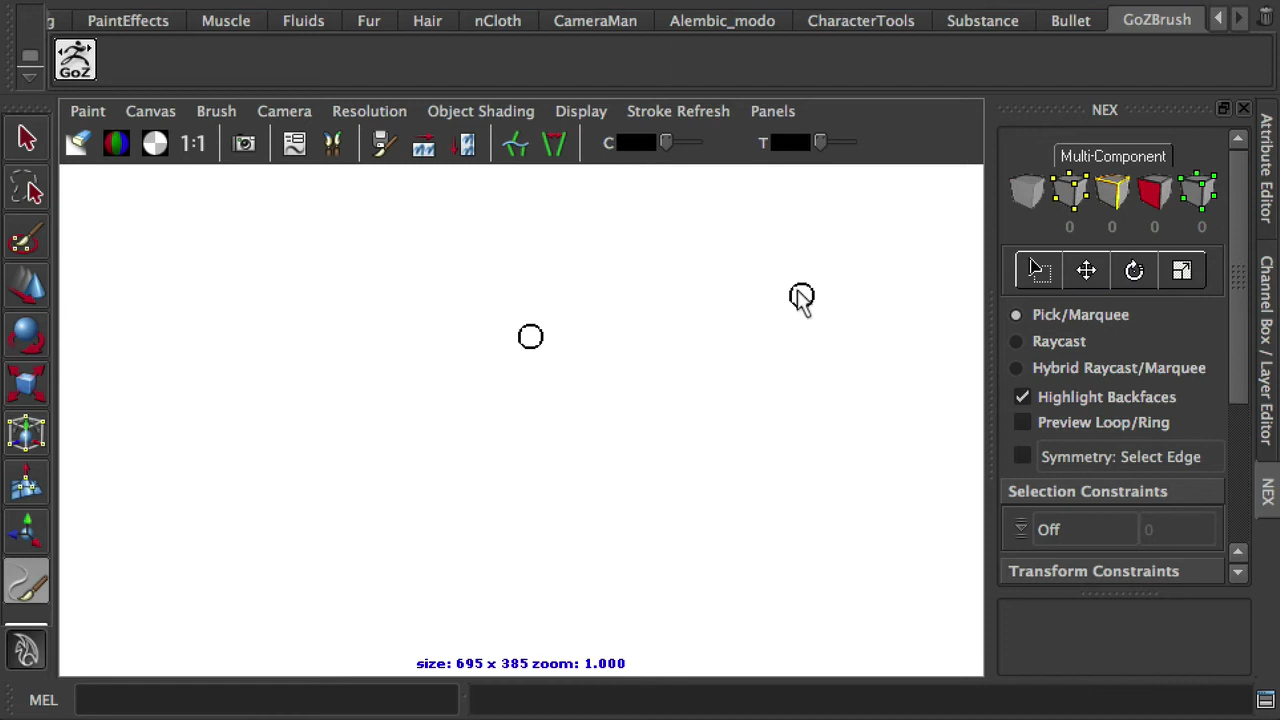 g PaintEffects Muscle Fluids Fur Hair nCloth CameraMan Alembic_modo CharacterTools Substance Bullet GoZBrush
GoZ
Paint Canvas Brush Camera Resolution Object Shading Display Stroke Refresh Panels
1:1 C T
NEX
Multi-Component
0 0 0 0
Pick/Marquee
Raycast
Hybrid Raycast/Marquee
Highlight Backfaces
Preview Loop/Ring
Symmetry: Select Edge
Selection Constraints
Off 0
Transform Constraints
Attribute Editor
Channel Box / Layer Editor
NEX
size: 695 x 385 zoom: 1.000
MEL